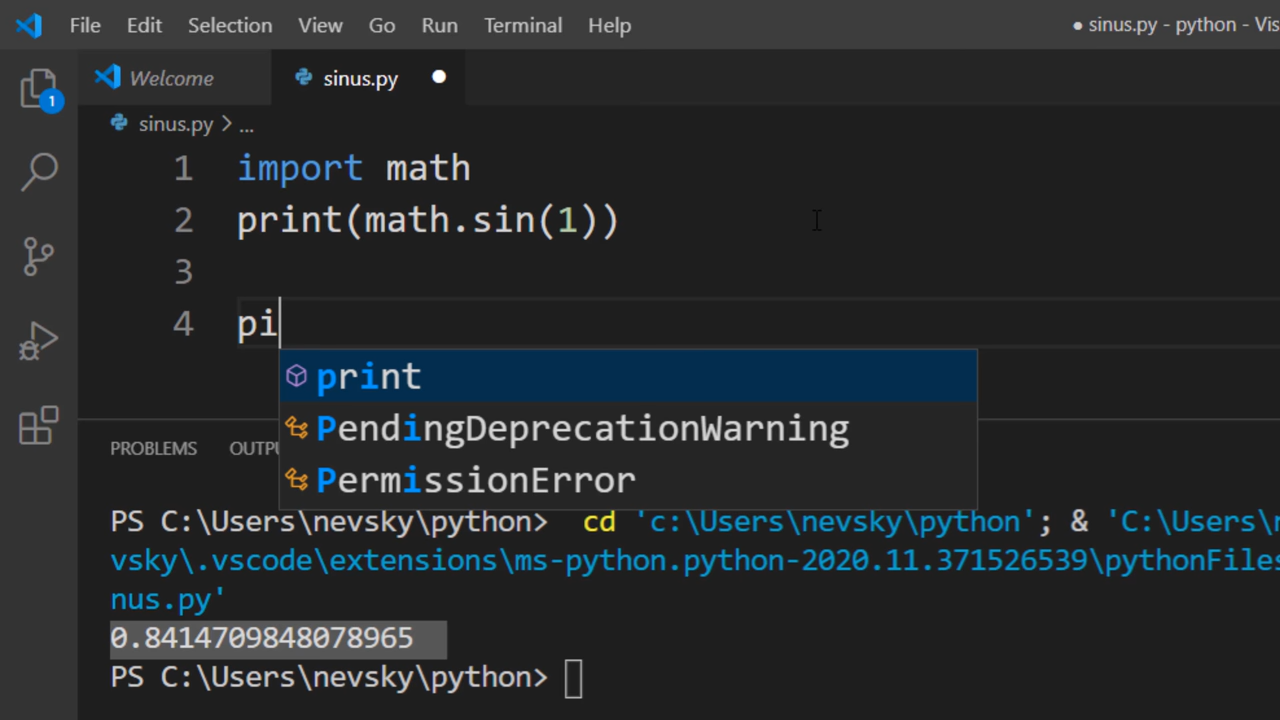 File Edit Selection View Go Run Terminal Help ● sinus.py - python - Vis
Welcome sinus.py ●
1
sinus.py > ...
1 import math
2 print(math.sin(1))
3
4 pi
print
PendingDeprecationWarning
PermissionError
PROBLEMS OUTPU
PS C:\Users\nevsky\python> cd 'c:\Users\nevsky\python'; & 'C:\Users\n
vsky\.vscode\extensions\ms-python.python-2020.11.371526539\pythonFiles
nus.py'
0.8414709848078965
PS C:\Users\nevsky\python>